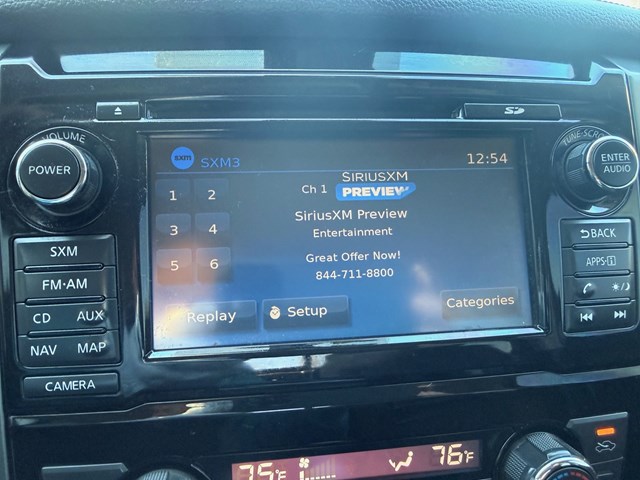 SD
VOLUME
POWER
SXM
FM·AM
CD AUX
NAV MAP
CAMERA
sxm SXM3 12:54
1 2
3 4
5 6
Ch 1
SIRIUSXM
PREVIEW
SiriusXM Preview
Entertainment
Great Offer Now!
844-711-8800
Replay
Setup
Categories
ENTER
AUDIO
BACK
APPS·i
75°F
76°F